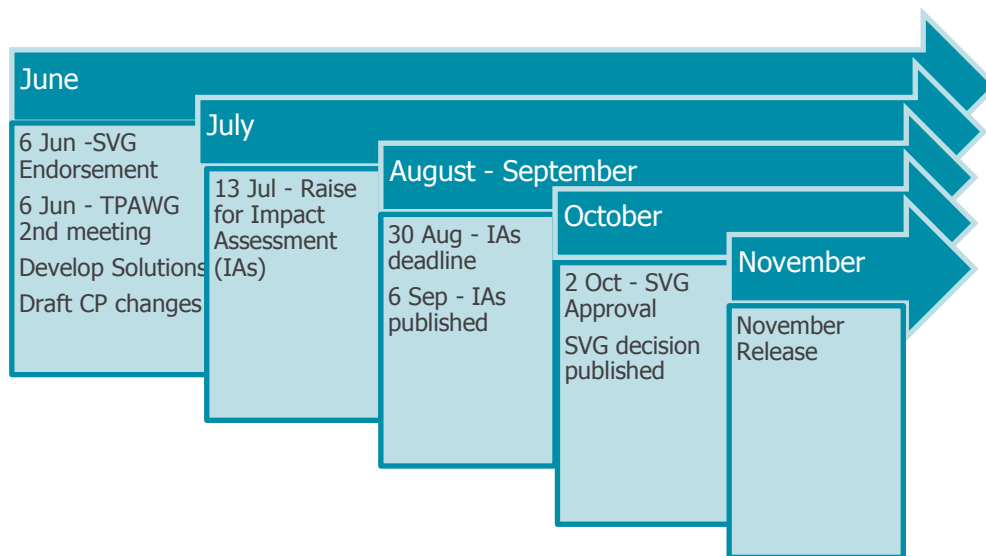 June
6 Jun -SVG
Endorsement
6 Jun - TPAWG
2nd meeting
Develop Solutions
Draft CP changes
July
13 Jul - Raise
for Impact
Assessment
(IAs)
August - September
30 Aug - IAs
deadline
6 Sep - IAs
published
October
2 Oct - SVG
Approval
SVG decision
published
November
November
Release